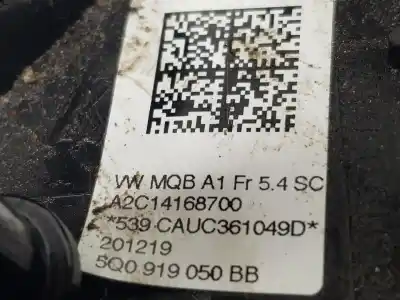 VW MQB A1 Fr 5.4 SC
A2C14168700
*539 CAUC361049D*
201219
5Q0 919 050 BB